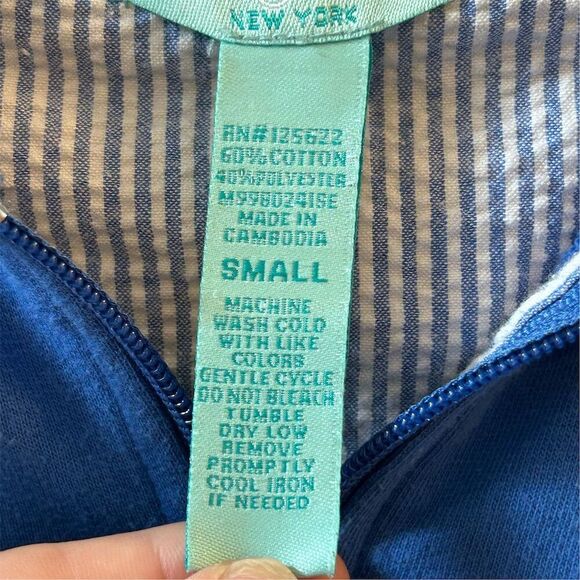 NEW YORK
RN#125622
60%COTTON
40%POLYESTER
M9980241SE
MADE IN
CAMBODIA
SMALL
MACHINE
WASH COLD
WITH LIKE
COLORS
GENTLE CYCLE
DO NOT BLEACH
TUMBLE
DRY LOW
REMOVE
PROMPTLY
COOL IRON
IF NEEDED